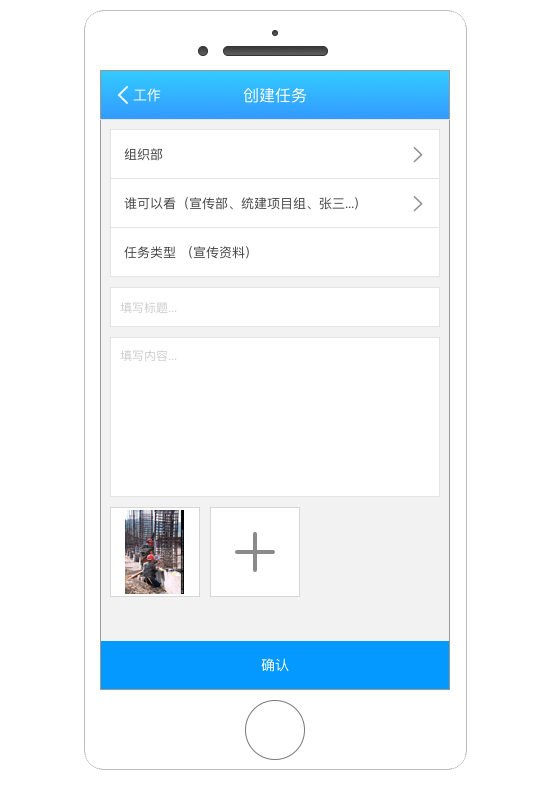 工作
创建任务
组织部
谁可以看（宣传部、统建项目组、张三...）
任务类型 （宣传资料）
填写标题...
填写内容...
确认